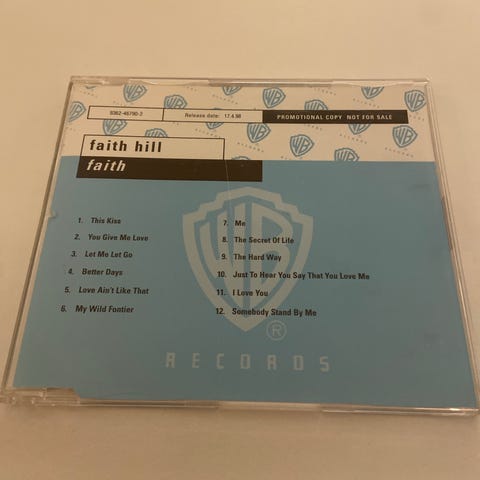 9362-46790-2
Release date: 17.4.98
PROMOTIONAL COPY NOT FOR SALE
faith hill
faith
1. This Kiss
2. You Give Me Love
3. Let Me Let Go
4. Better Days
5. Love Ain't Like That
6. My Wild Fontier
7. Me
8. The Secret Of Life
9. The Hard Way
10. Just To Hear You Say That You Love Me
11. I Love You
12. Somebody Stand By Me
WB
®
RECORDS